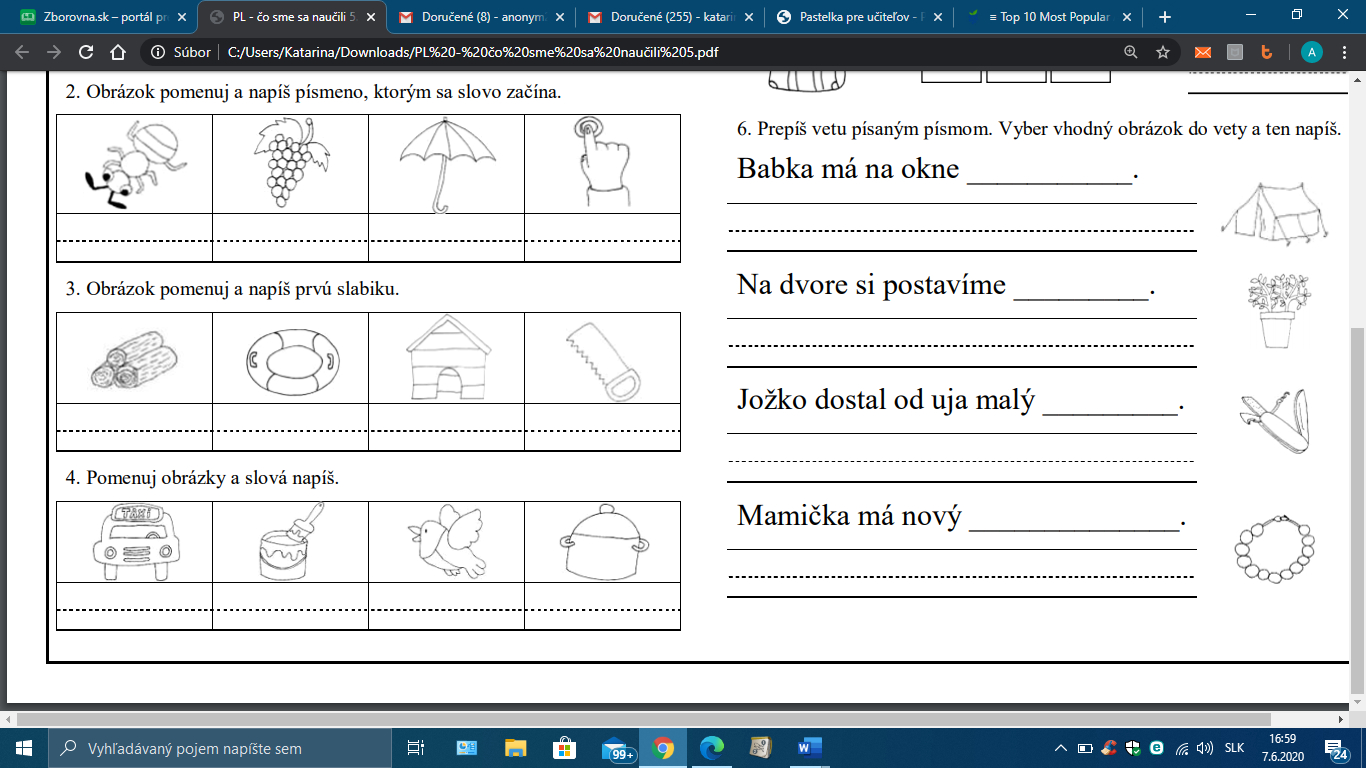 Zborovna.sk – portál pr
PL - čo sme sa naučili 5.
Doručené (8) - anonym.
Doručené (255) - katarin
Pastelka pre učiteľov - P
≡ Top 10 Most Popular
Súbor
C:/Users/Katarina/Downloads/PL%20-%20čo%20sme%20sa%20naučili%205.pdf
A
2. Obrázok pomenuj a napíš písmeno, ktorým sa slovo začína.
3. Obrázok pomenuj a napíš prvú slabiku.
4. Pomenuj obrázky a slová napíš.
TAXI
6. Prepíš vetu písaným písmom. Vyber vhodný obrázok do vety a ten napíš.
Babka má na okne ___________.
Na dvore si postavíme _________.
Jožko dostal od uja malý _________.
Mamička má nový ______________.
Vyhľadávaný pojem napíšte sem
99+
SLK
16:59
7.6.2020
24